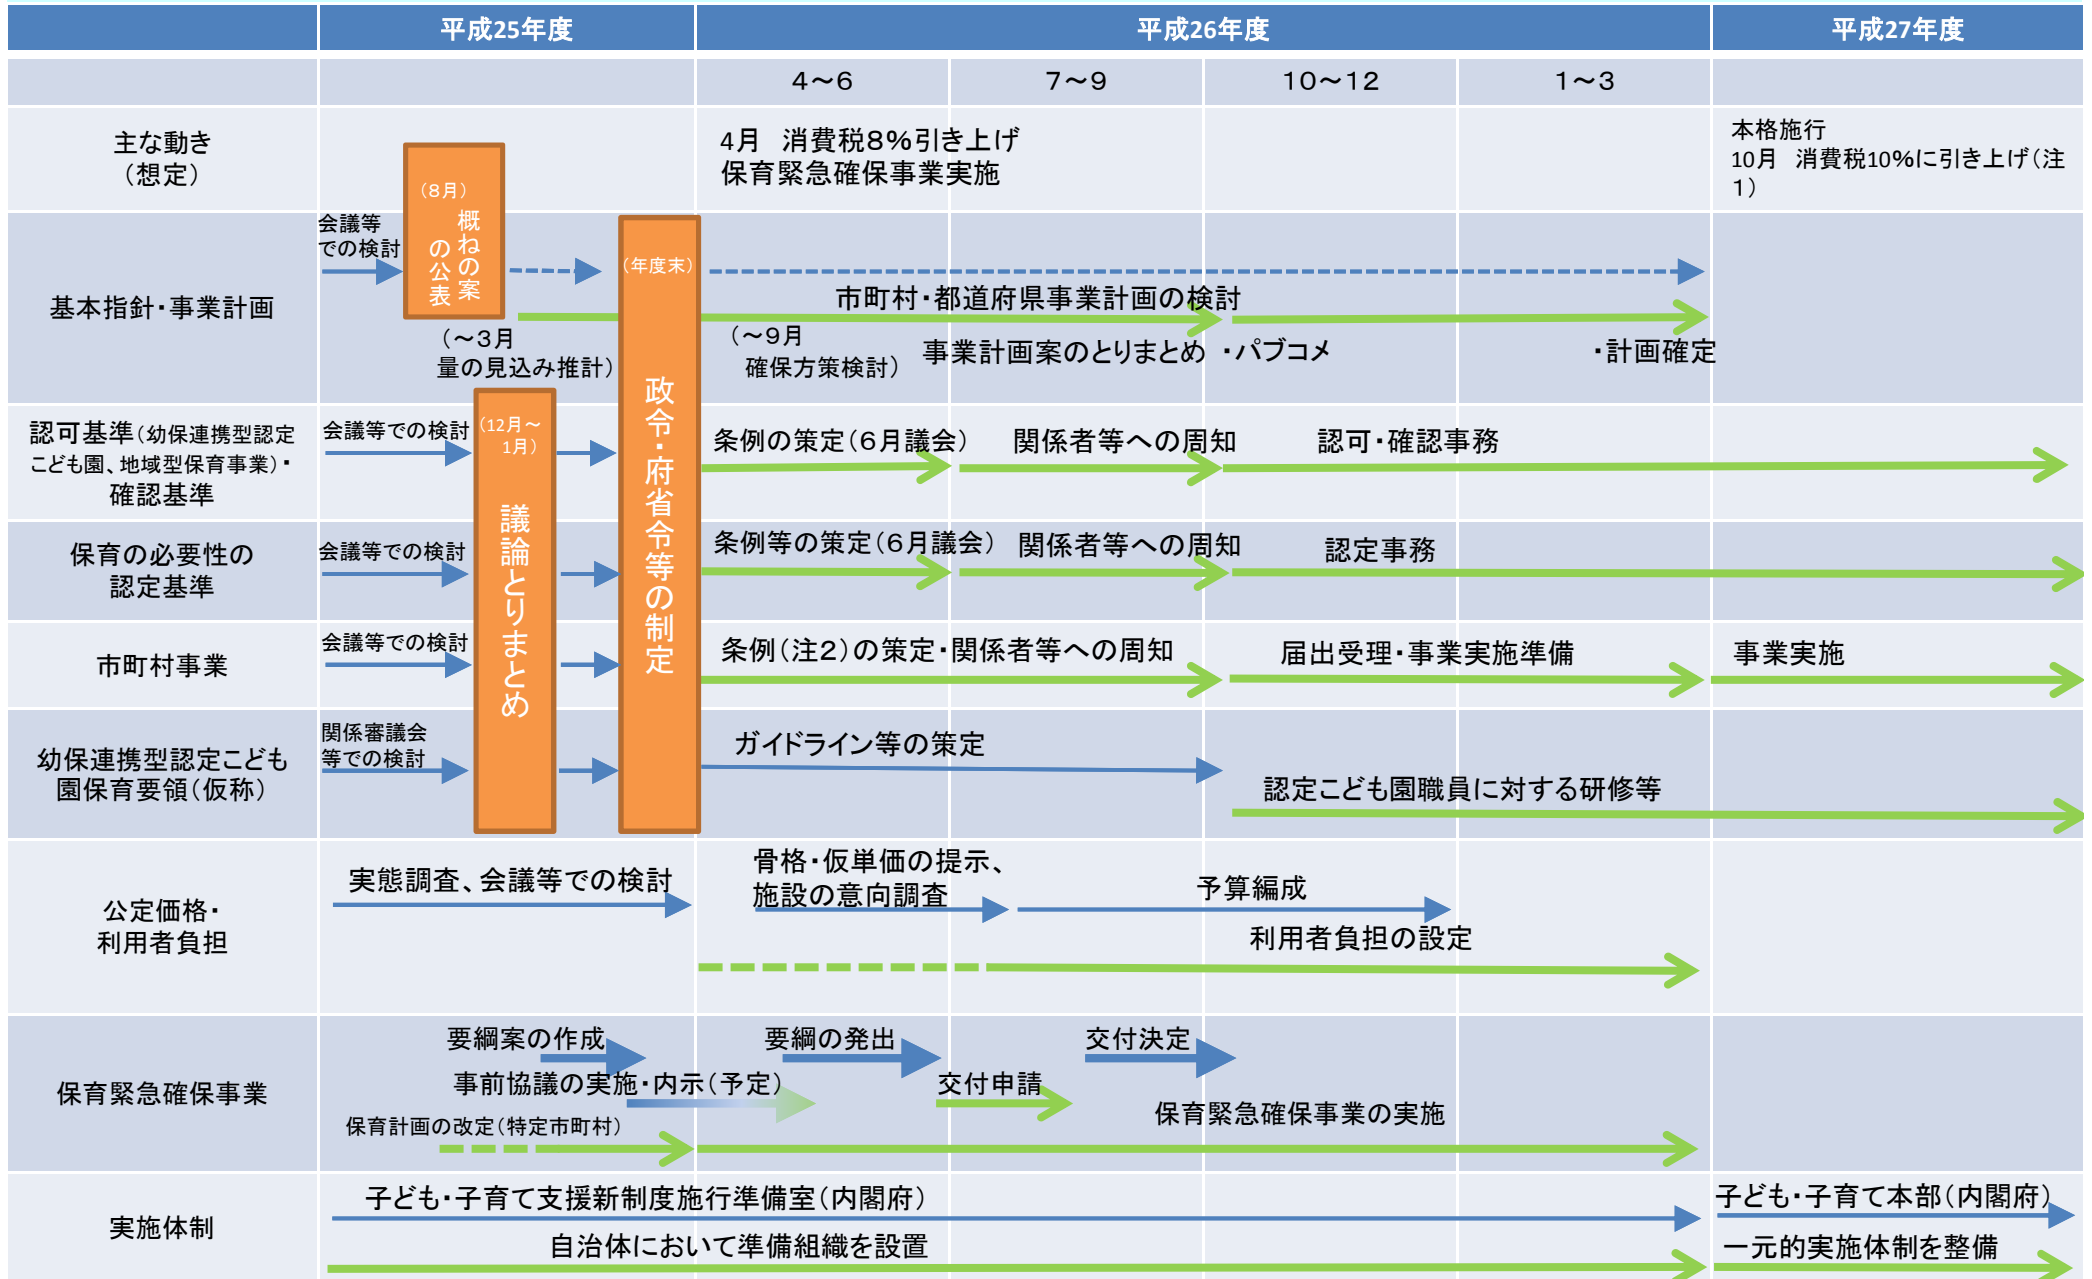 平成25年度
平成26年度
平成27年度
4～6
7～9
10～12
1～3
主な動き
（想定）
4月　消費税8％引き上げ
保育緊急確保事業実施
本格施行
10月　消費税10％に引き上げ（注
1）
（8月）
概ねの案
の公表
基本指針・事業計画
会議等
での検討
（年度末）
政令・府省令等の制定
市町村・都道府県事業計画の検討
（～3月
量の見込み推計）
（～9月
確保方策検討）
事業計画案のとりまとめ
・パブコメ
・計画確定
認可基準（幼保連携型認定
こども園、地域型保育事業）・
確認基準
会議等での検討
（12月～
1月）
議論とりまとめ
条例の策定（6月議会）
関係者等への周知
認可・確認事務
保育の必要性の
認定基準
会議等での検討
条例等の策定（6月議会）
関係者等への周知
認定事務
市町村事業
会議等での検討
条例（注2）の策定・関係者等への周知
届出受理・事業実施準備
事業実施
幼保連携型認定こども
園保育要領（仮称）
関係審議会
等での検討
ガイドライン等の策定
認定こども園職員に対する研修等
公定価格・
利用者負担
実態調査、会議等での検討
骨格・仮単価の提示、
施設の意向調査
予算編成
利用者負担の設定
保育緊急確保事業
要綱案の作成
要綱の発出
交付決定
事前協議の実施・内示（予定）
交付申請
保育計画の改定（特定市町村）
保育緊急確保事業の実施
実施体制
子ども・子育て支援新制度施行準備室（内閣府）
子ども・子育て本部（内閣府）
自治体において準備組織を設置
一元的実施体制を整備